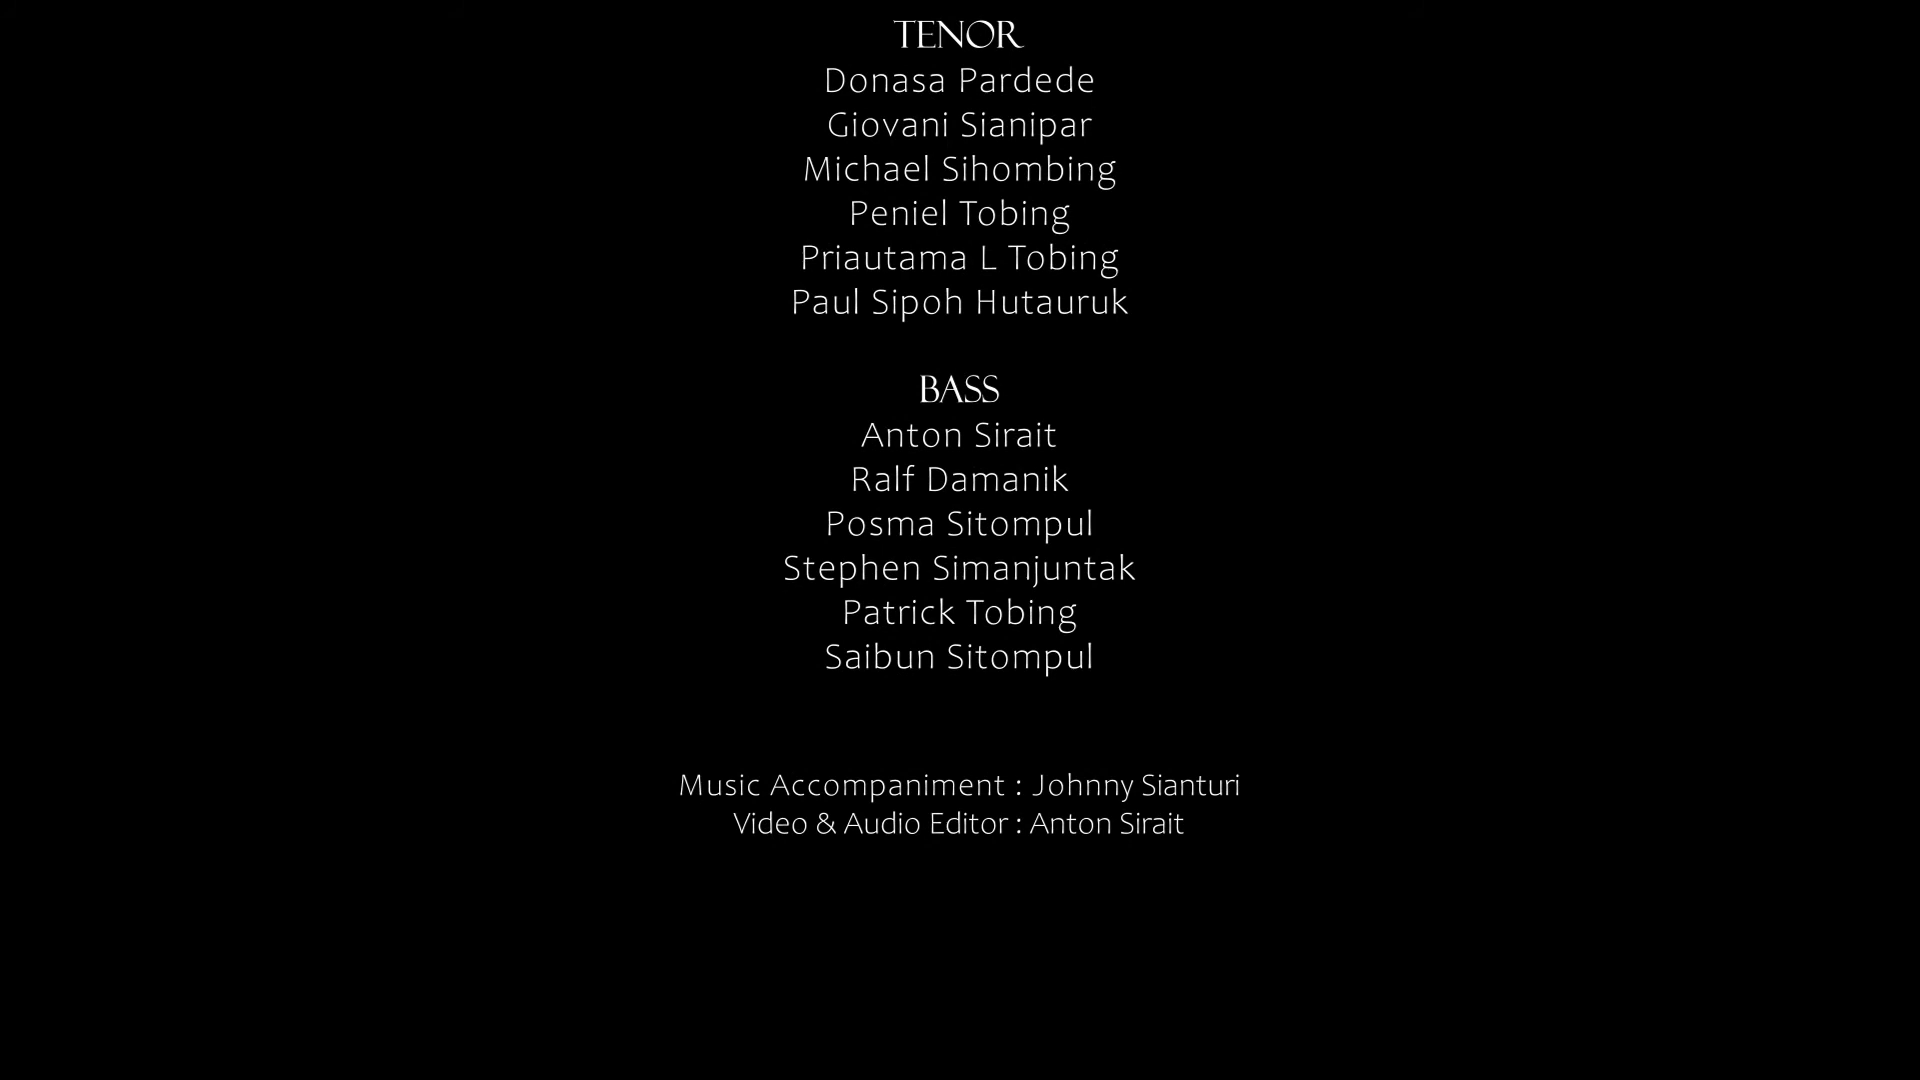 TENOR
Donasa Pardede
Giovani Sianipar
Michael Sihombing
Peniel Tobing
Priautama L Tobing
Paul Sipoh Hutauruk
BASS
Anton Sirait
Ralf Damanik
Posma Sitompul
Stephen Simanjuntak
Patrick Tobing
Saibun Sitompul
Music Accompaniment : Johnny Sianturi
Video & Audio Editor : Anton Sirait